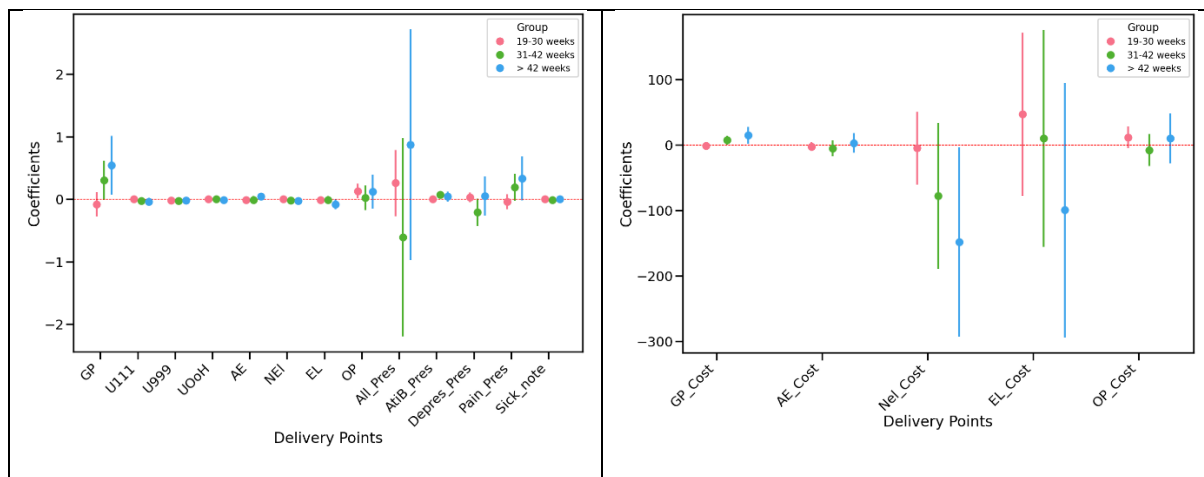 Group
19-30 weeks
31-42 weeks
> 42 weeks
2
1
0
−1
−2
Coefficients
GP
U111
U999
UOoH
AE
NEl
EL
OP
All_Pres
AtiB_Pres
Depres_Pres
Pain_Pres
Sick_note
Delivery Points
Group
19-30 weeks
31-42 weeks
> 42 weeks
100
0
−100
−200
−300
Coefficients
GP_Cost
AE_Cost
Nel_Cost
EL_Cost
OP_Cost
Delivery Points